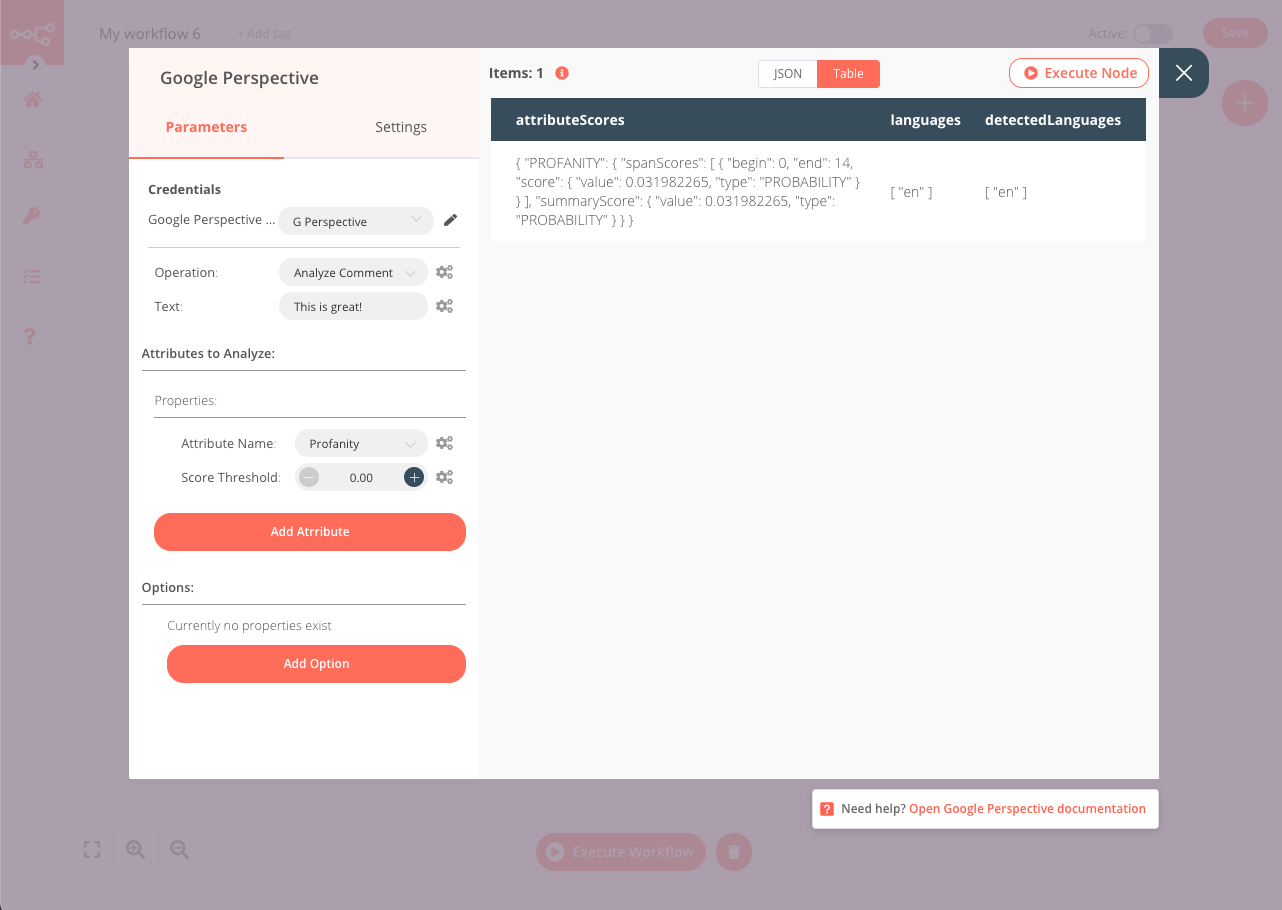 My workflow 6
+ Add tag
Active:
Save
Google Perspective
Parameters
Settings
Credentials
Google Perspective ...
G Perspective
Operation:
Analyze Comment
Text:
This is great!
Attributes to Analyze:
Properties:
Attribute Name:
Profanity
Score Threshold:
0.00
Add Atrribute
Options:
Currently no properties exist
Add Option
Items: 1
JSON
Table
Execute Node
attributeScores
languages
detectedLanguages
{ "PROFANITY": { "spanScores": [ { "begin": 0, "end": 14,
"score": { "value": 0.031982265, "type": "PROBABILITY" }
} ], "summaryScore": { "value": 0.031982265, "type":
"PROBABILITY" } } }
[ "en" ]
[ "en" ]
Need help? Open Google Perspective documentation
Execute Workflow